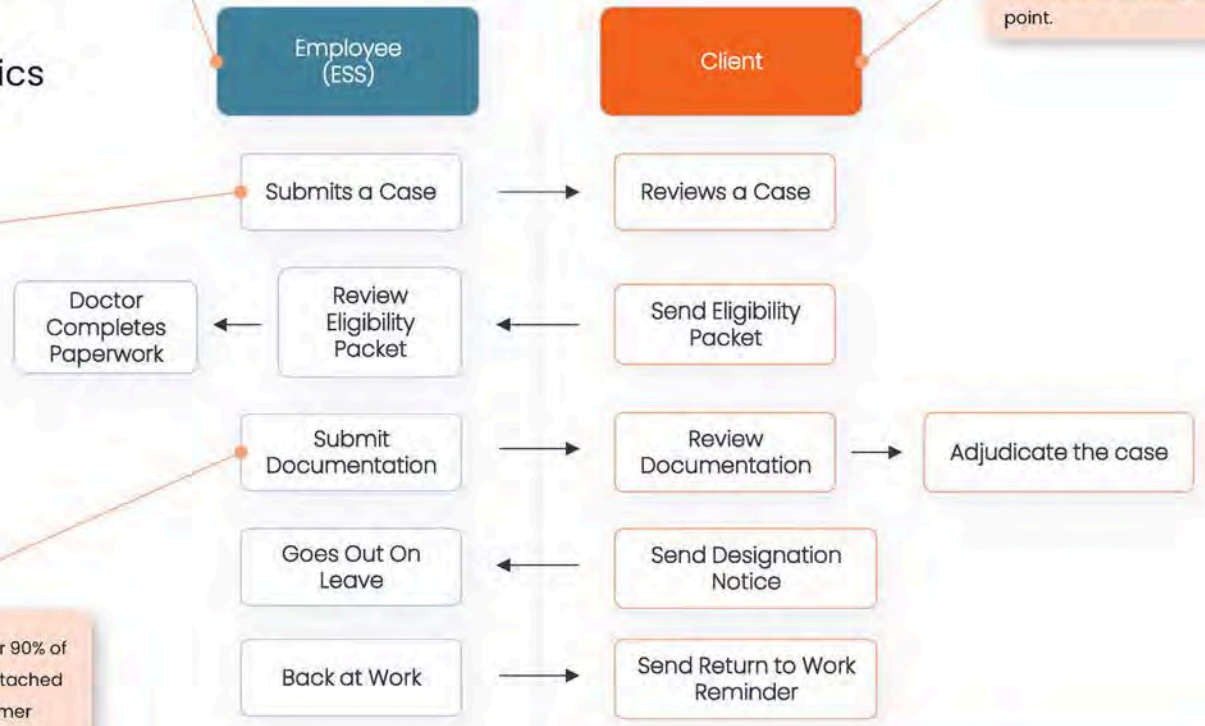 point.
ics
Employee
(ESS)
Client
Submits a Case
Reviews a Case
Doctor
Completes
Paperwork
Review
Eligibility
Packet
Send Eligibility
Packet
Submit
Documentation
Review
Documentation
Adjudicate the case
Goes Out On
Leave
Send Designation
Notice
r 90% of
tached
mer
Back at Work
Send Return to Work
Reminder